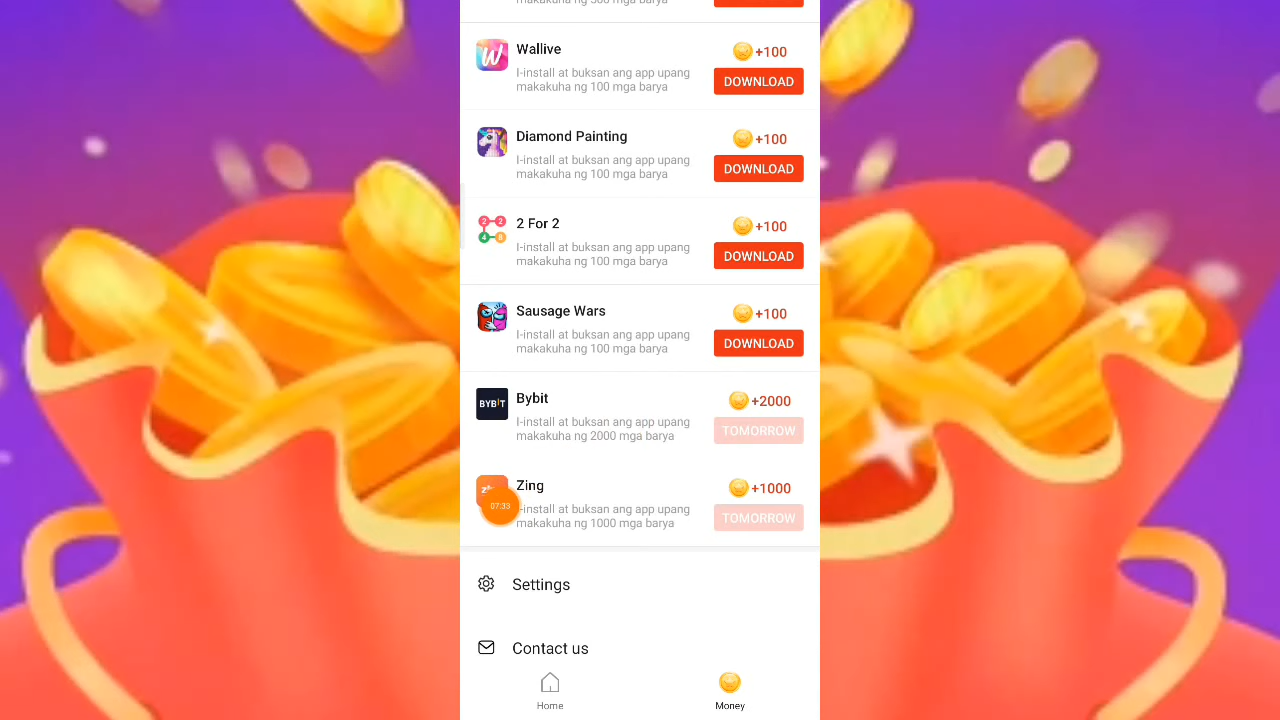 Wallive
+100
I-install at buksan ang app upang
makakuha ng 100 mga barya
DOWNLOAD
Diamond Painting
+100
I-install at buksan ang app upang
makakuha ng 100 mga barya
DOWNLOAD
2 For 2
+100
I-install at buksan ang app upang
makakuha ng 100 mga barya
DOWNLOAD
Sausage Wars
+100
I-install at buksan ang app upang
makakuha ng 100 mga barya
DOWNLOAD
BYBIT
Bybit
+2000
I-install at buksan ang app upang
makakuha ng 2000 mga barya
TOMORROW
Zing
+1000
07:33
I-install at buksan ang app upang
makakuha ng 1000 mga barya
TOMORROW
Settings
Contact us
Home
Money